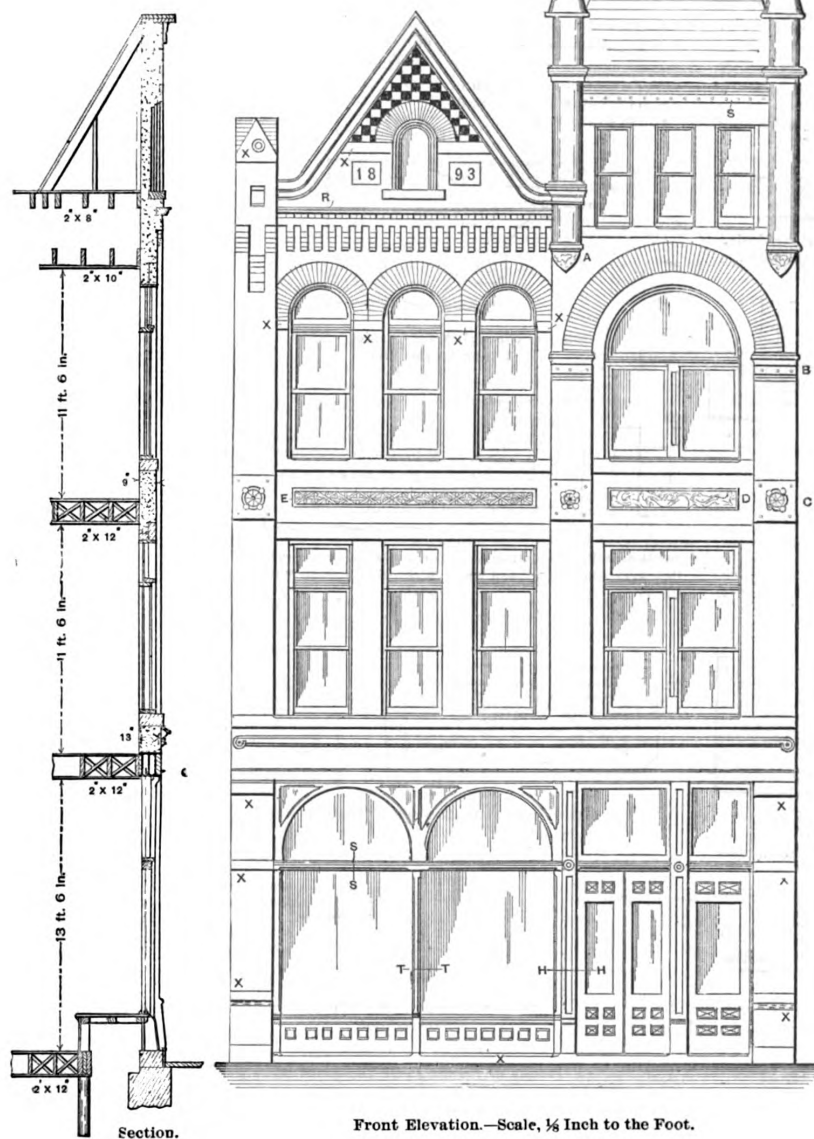 2" X 8"
2" X 10"
11 ft. 6 in.
9"
2" X 12"
11 ft. 6 in.
13"
2" X 12"
13 ft. 6 in.
2" X 12"
Section.
S
X
X
18 93
R
A
X
X
X
X
B
E
D
C
X
X
S
S
X
X
T T
H H
X
X
X
Front Elevation.—Scale, ⅛ Inch to the Foot.